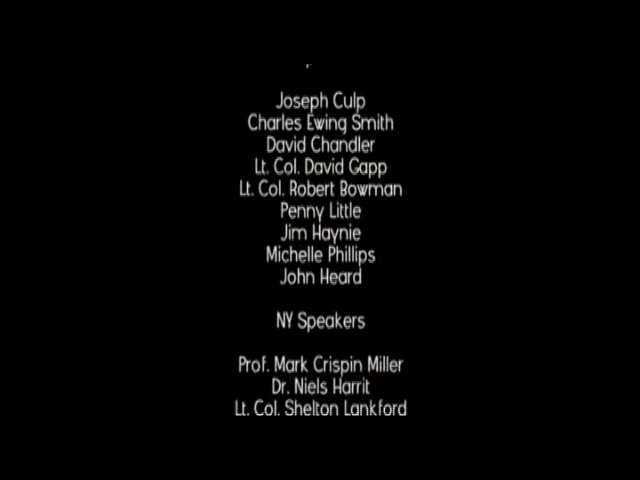 Joseph Culp
Charles Ewing Smith
David Chandler
Lt. Col. David Gapp
Lt. Col. Robert Bowman
Penny Little
Jim Haynie
Michelle Phillips
John Heard
NY Speakers
Prof. Mark Crispin Miller
Dr. Niels Harrit
Lt. Col. Shelton Lankford